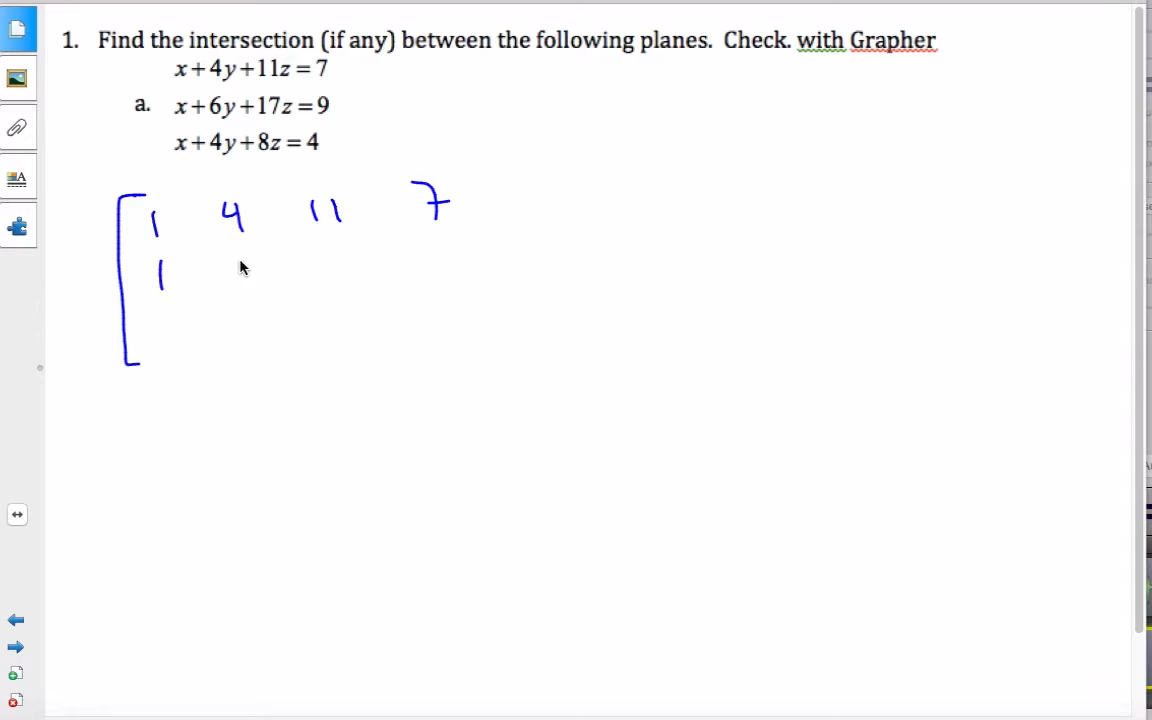 1. Find the intersection (if any) between the following planes. Check. with Grapher
x+4y+11z=7
a. x+6y+17z=9
x+4y+8z=4
1 4 11 7
1